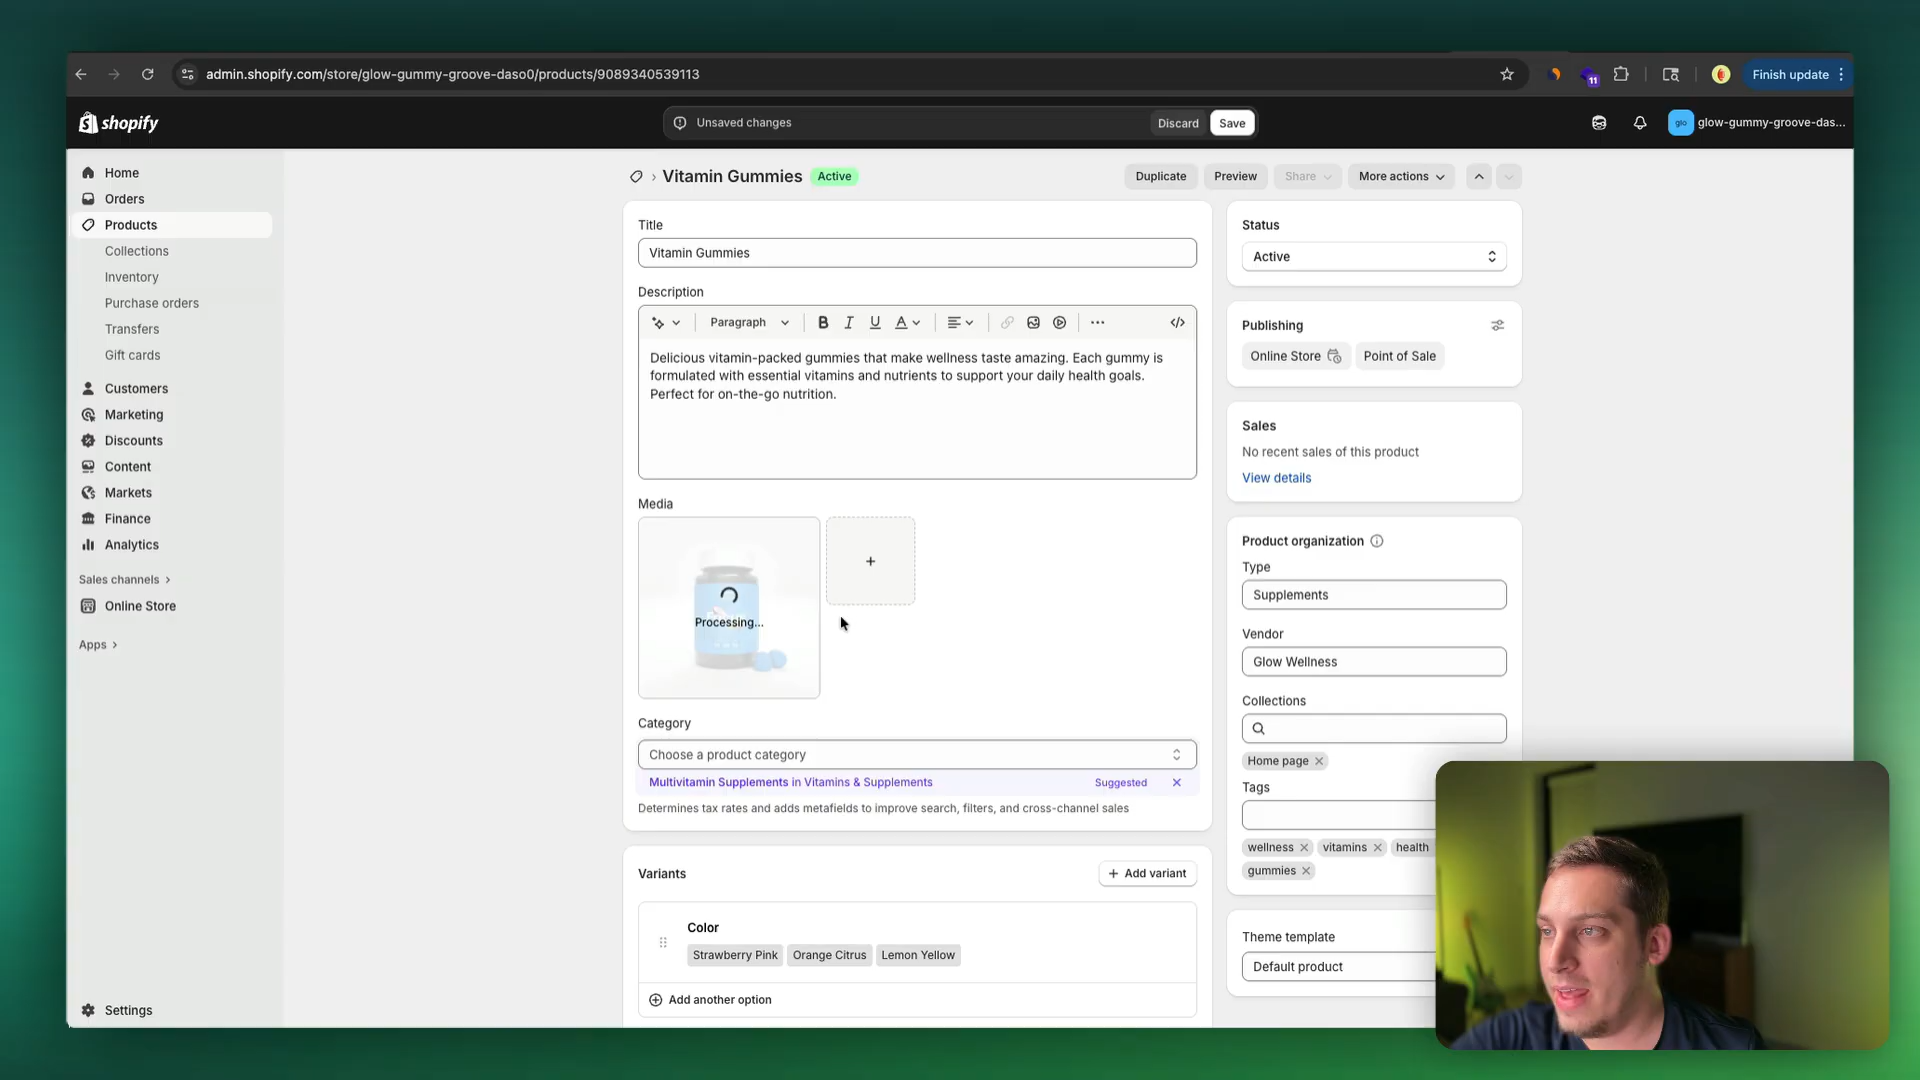 admin.shopify.com/store/glow-gummy-groove-daso0/products/9089340539113
11
Finish update
shopify
Unsaved changes
Discard
Save
glo
glow-gummy-groove-das...
Home
Orders
Products
Collections
Inventory
Purchase orders
Transfers
Gift cards
Customers
Marketing
Discounts
Content
Markets
Finance
Analytics
Sales channels
Online Store
Apps
Settings
Vitamin Gummies
Active
Duplicate
Preview
Share
More actions
Title
Vitamin Gummies
Description
Paragraph
B I U A
Delicious vitamin-packed gummies that make wellness taste amazing. Each gummy is
formulated with essential vitamins and nutrients to support your daily health goals.
Perfect for on-the-go nutrition.
Media
Processing...
Category
Choose a product category
Multivitamin Supplements in Vitamins & Supplements
Suggested
Determines tax rates and adds metafields to improve search, filters, and cross-channel sales
Variants
Add variant
Color
Strawberry Pink
Orange Citrus
Lemon Yellow
Add another option
Status
Active
Publishing
Online Store
Point of Sale
Sales
No recent sales of this product
View details
Product organization
Type
Supplements
Vendor
Glow Wellness
Collections
Home page
Tags
wellness
vitamins
health
gummies
Theme template
Default product